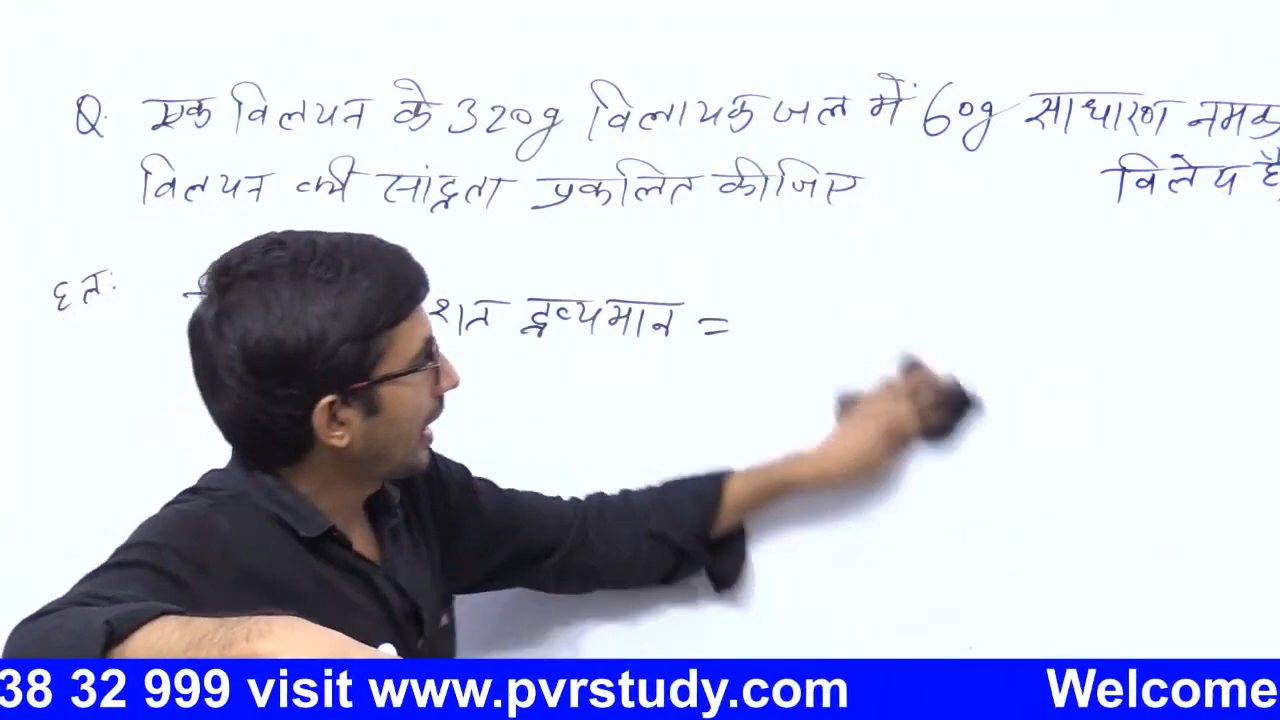 Q. एक विलयन के 320g विलायक जल में 60g साधारण नमक
विलेय है
विलयन की सांद्रता प्रकलित कीजिए
हल:
शत द्रव्यमान =
38 32 999 visit www.pvrstudy.com Welcome